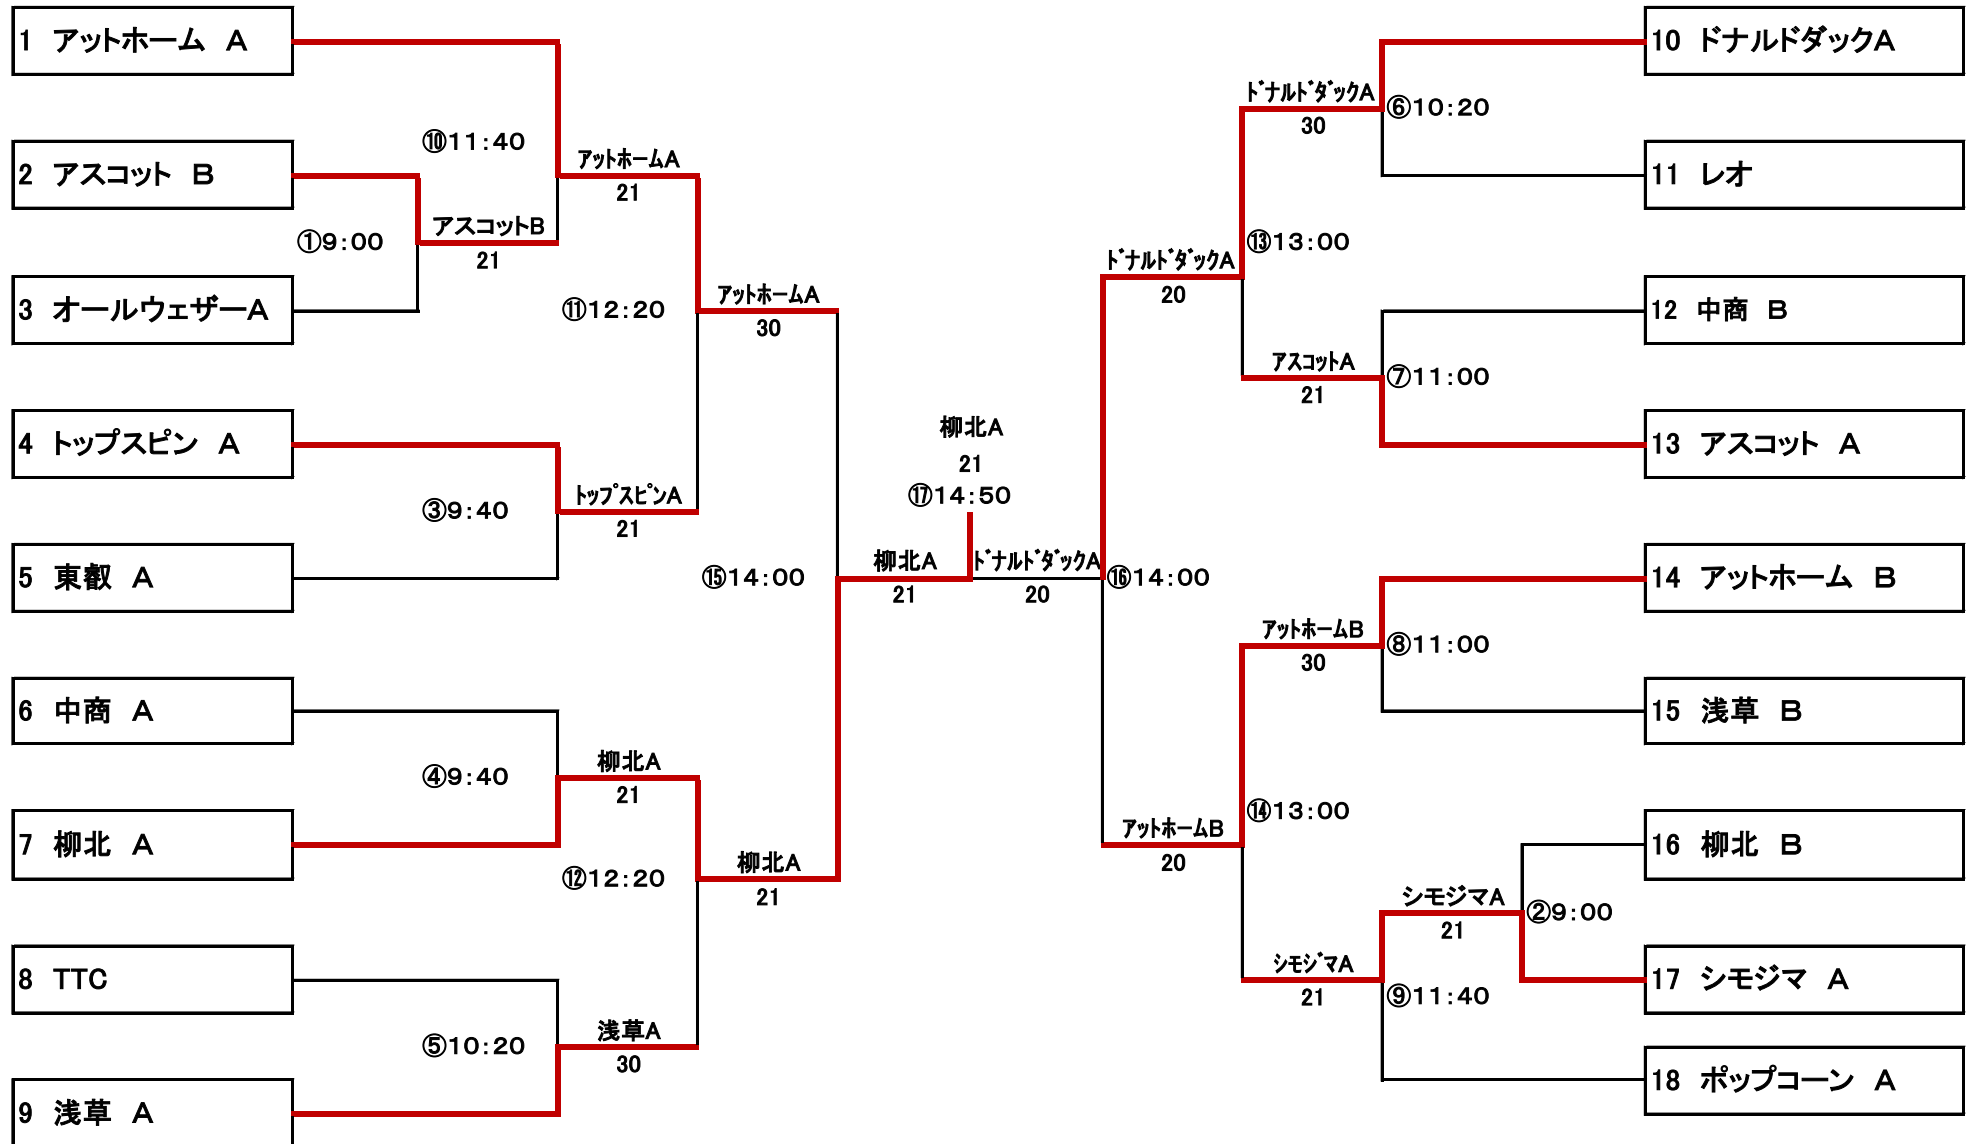 1 アットホーム A
2 アスコット B
3 オールウェザーA
4 トップスピン A
5 東叡 A
6 中商 A
7 柳北 A
8 TTC
9 浅草 A
①9:00
アスコットB
21
⑩11:40
③9:40
④9:40
⑤10:20
アットホームA
21
トップスピンA
21
柳北A
21
浅草A
30
⑪12:20
⑫12:20
アットホームA
30
柳北A
21
⑮14:00
柳北A
21
柳北A
21
⑰14:50
ドナルドダックA
20
⑯14:00
ドナルドダックA
20
アットホームB
20
⑬13:00
⑭13:00
ドナルドダックA
30
アスコットA
21
アットホームB
30
シモジマA
21
⑥10:20
⑦11:00
⑧11:00
⑨11:40
シモジマA
21
②9:00
10 ドナルドダックA
11 レオ
12 中商 B
13 アスコット A
14 アットホーム B
15 浅草 B
16 柳北 B
17 シモジマ A
18 ポップコーン A